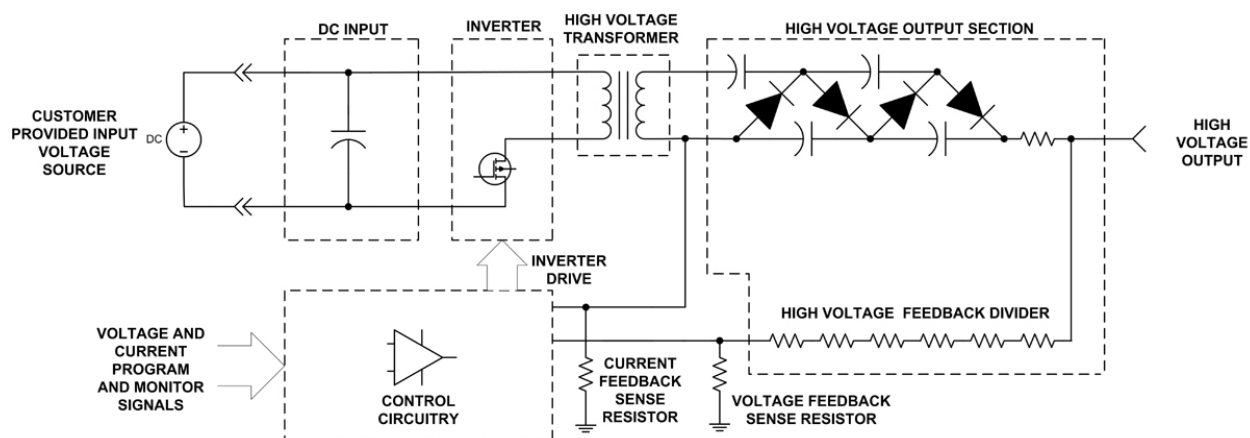 DC INPUT
INVERTER
HIGH VOLTAGE
TRANSFORMER
HIGH VOLTAGE OUTPUT SECTION
CUSTOMER
PROVIDED INPUT
VOLTAGE
SOURCE
DC
+
−
HIGH
VOLTAGE
OUTPUT
INVERTER
DRIVE
VOLTAGE AND
CURRENT
PROGRAM
AND MONITOR
SIGNALS
CONTROL
CIRCUITRY
CURRENT
FEEDBACK
SENSE
RESISTOR
HIGH VOLTAGE FEEDBACK DIVIDER
VOLTAGE FEEDBACK
SENSE RESISTOR